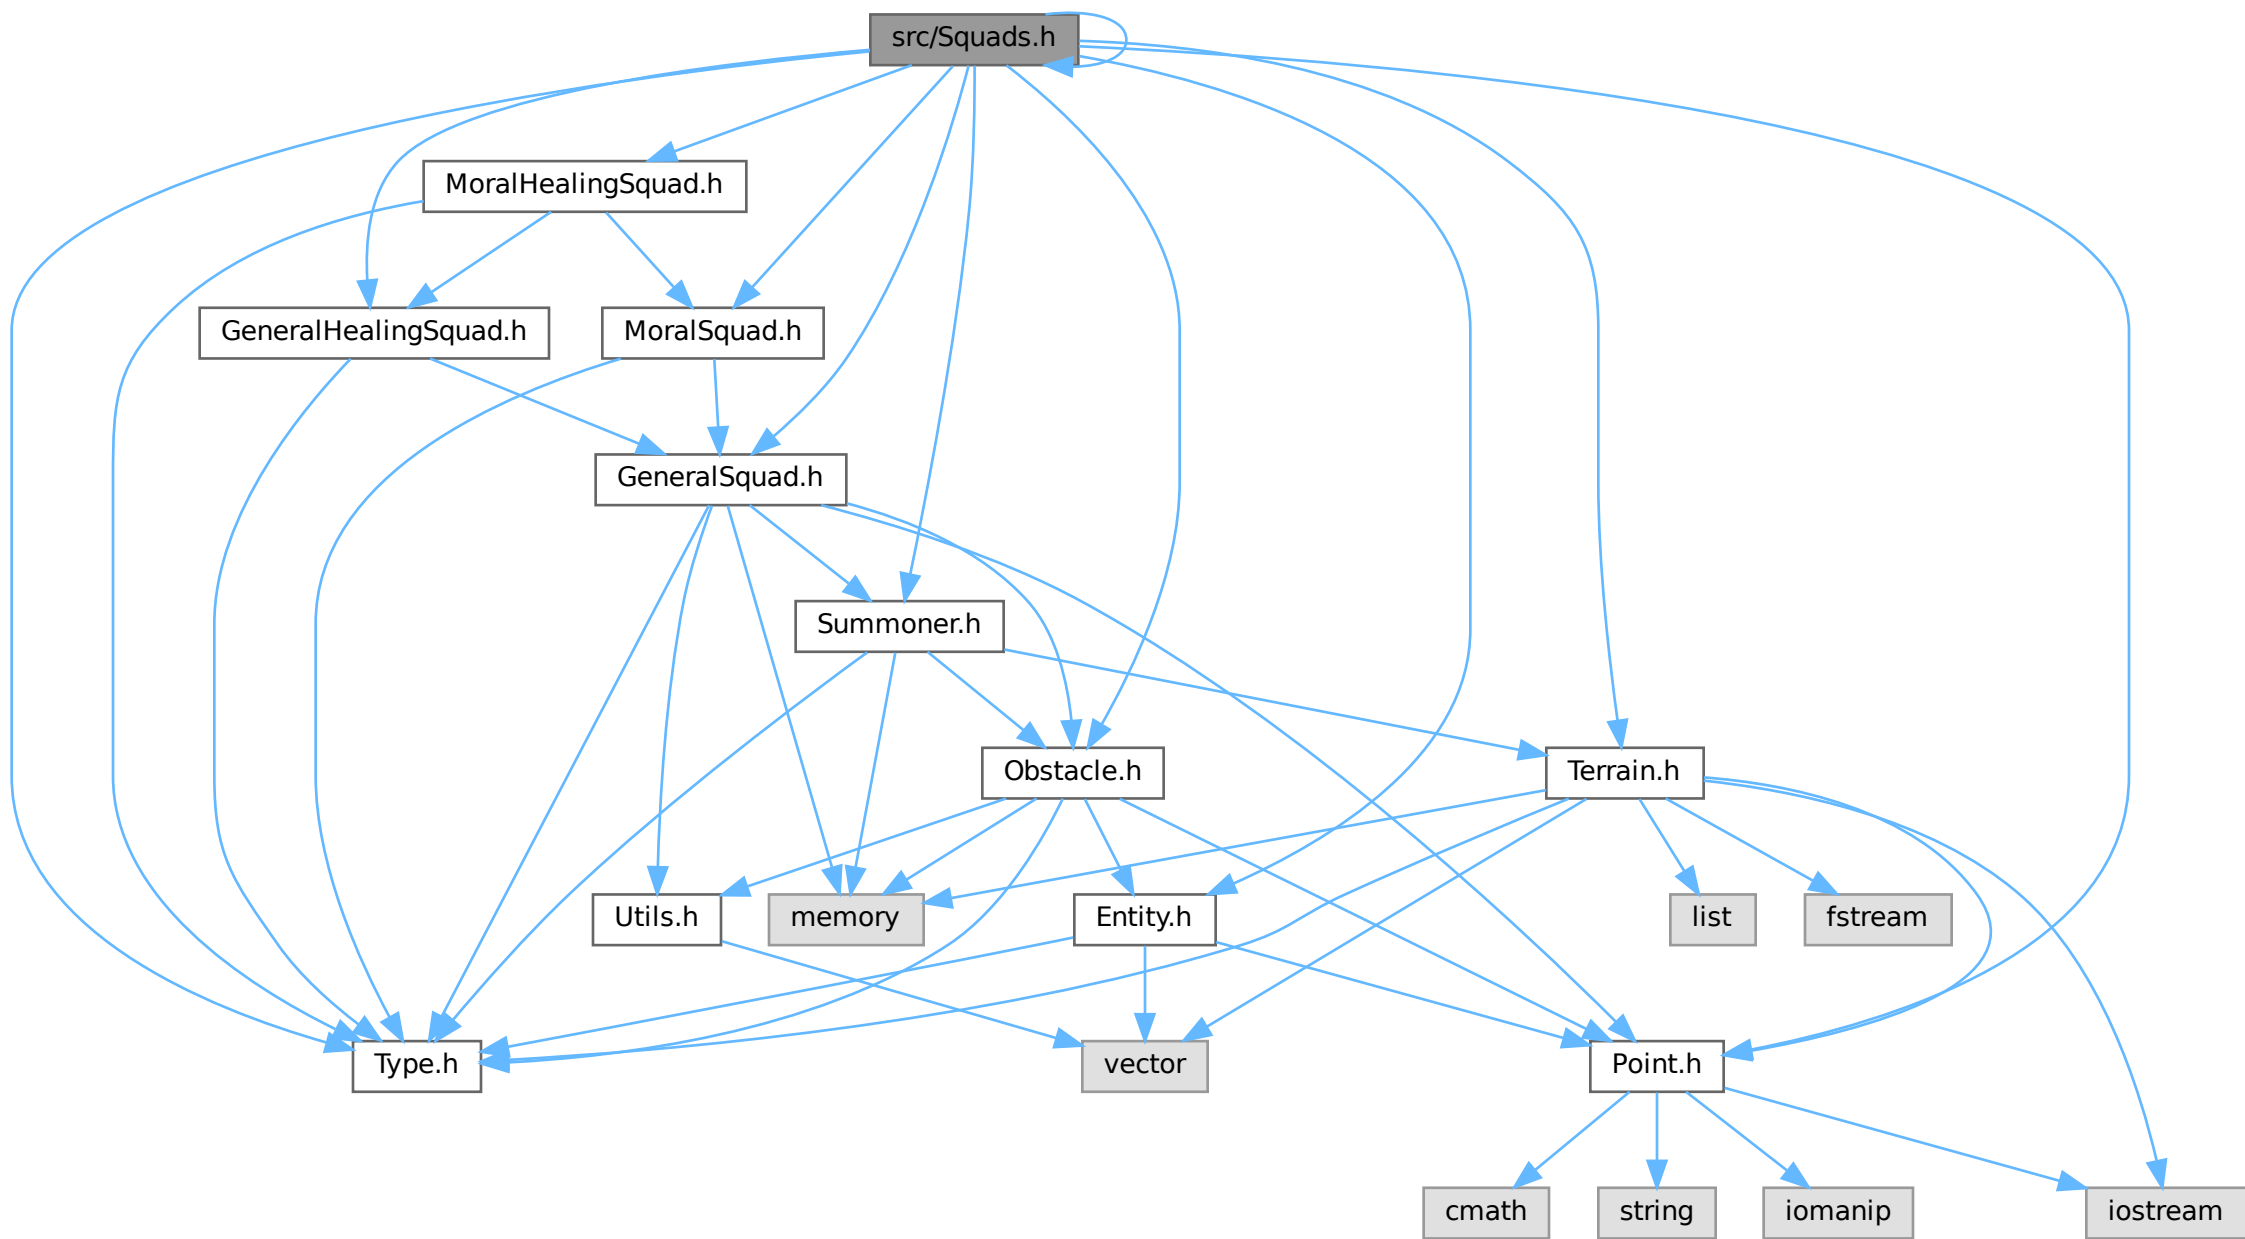 src/Squads.h
MoralHealingSquad.h
GeneralHealingSquad.h
MoralSquad.h
GeneralSquad.h
Summoner.h
Obstacle.h
Terrain.h
Utils.h
memory
Entity.h
list
fstream
Type.h
vector
Point.h
cmath
string
iomanip
iostream